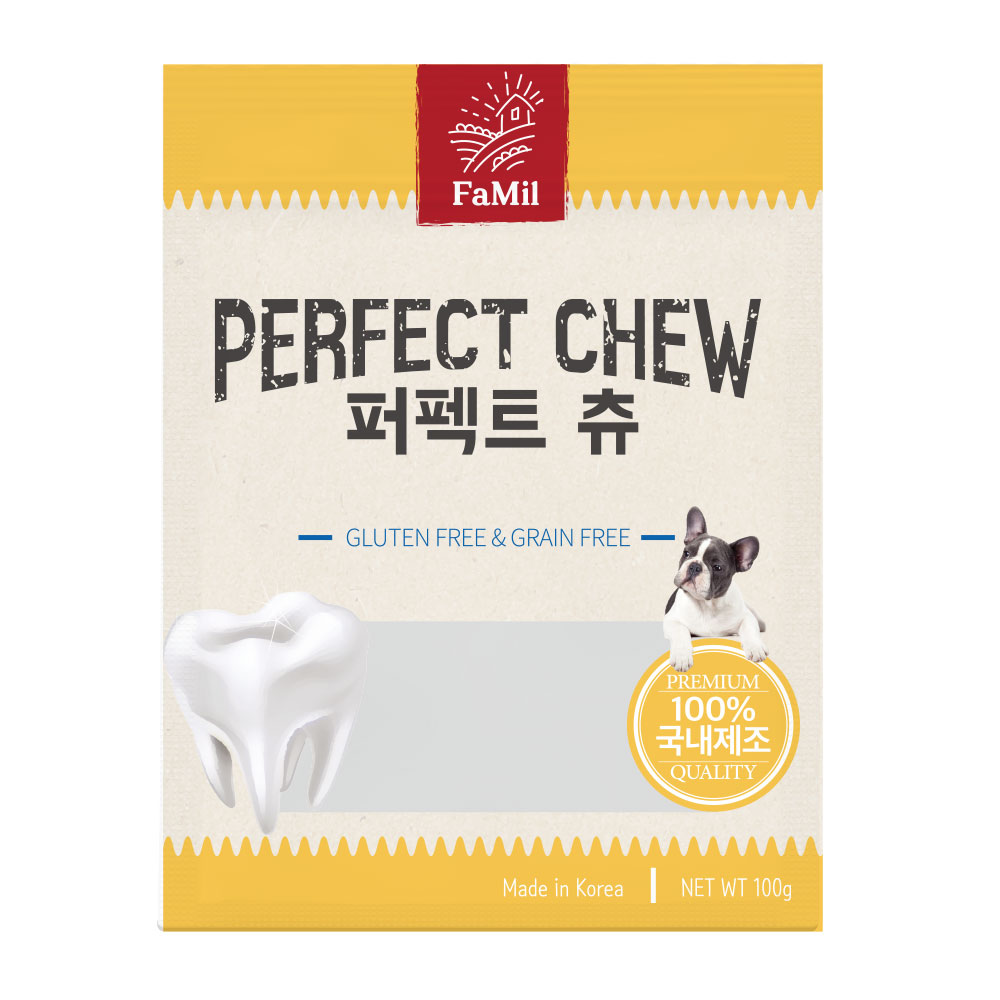 FaMil
PERFECT CHEW
퍼펙트 츄
GLUTEN FREE & GRAIN FREE
PREMIUM
100%
국내제조
QUALITY
Made in Korea
NET WT 100g